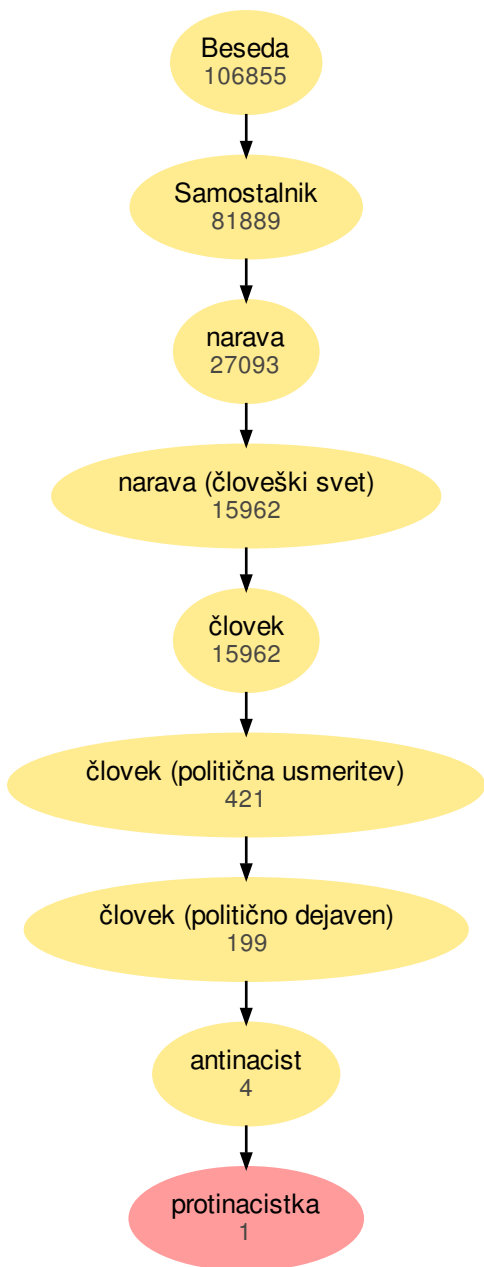 Beseda
106855
Samostalnik
81889
narava
27093
narava (človeški svet)
15962
človek
15962
človek (politična usmeritev)
421
človek (politično dejaven)
199
antinacist
4
protinacistka
1